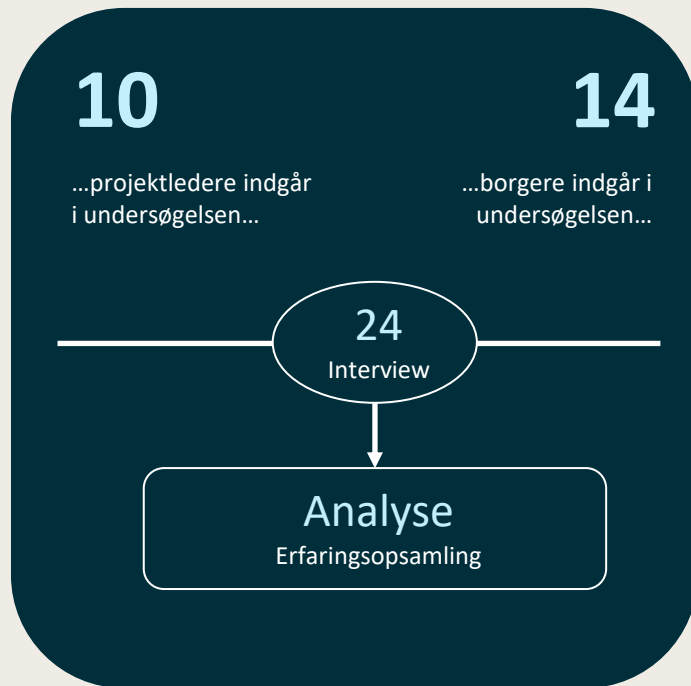 10
…projektledere indgår
i undersøgelsen…
14
…borgere indgår i
undersøgelsen…
24
Interview
Analyse
Erfaringsopsamling